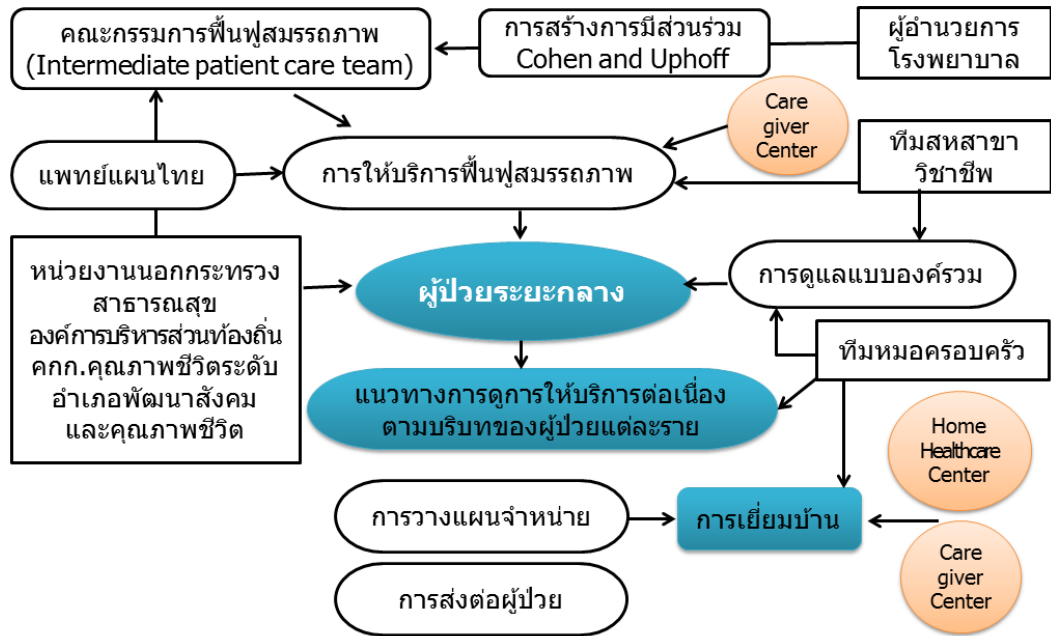 คณะกรรมการฟื้นฟูสมรรถภาพ
(Intermediate patient care team)
การสร้างการมีส่วนร่วม
Cohen and Uphoff
ผู้อำนวยการ
โรงพยาบาล
Care
giver
Center
แพทย์แผนไทย
การให้บริการฟื้นฟูสมรรถภาพ
ทีมสหสาขา
วิชาชีพ
หน่วยงานนอกกระทรวง
สาธารณสุข
องค์การบริหารส่วนท้องถิ่น
คกก.คุณภาพชีวิตระดับ
อำเภอพัฒนาสังคม
และคุณภาพชีวิต
ผู้ป่วยระยะกลาง
การดูแลแบบองค์รวม
ทีมหมอครอบครัว
แนวทางการดูการให้บริการต่อเนื่อง
ตามบริบทของผู้ป่วยแต่ละราย
Home
Healthcare
Center
การวางแผนจำหน่าย
การเยี่ยมบ้าน
Care
giver
Center
การส่งต่อผู้ป่วย